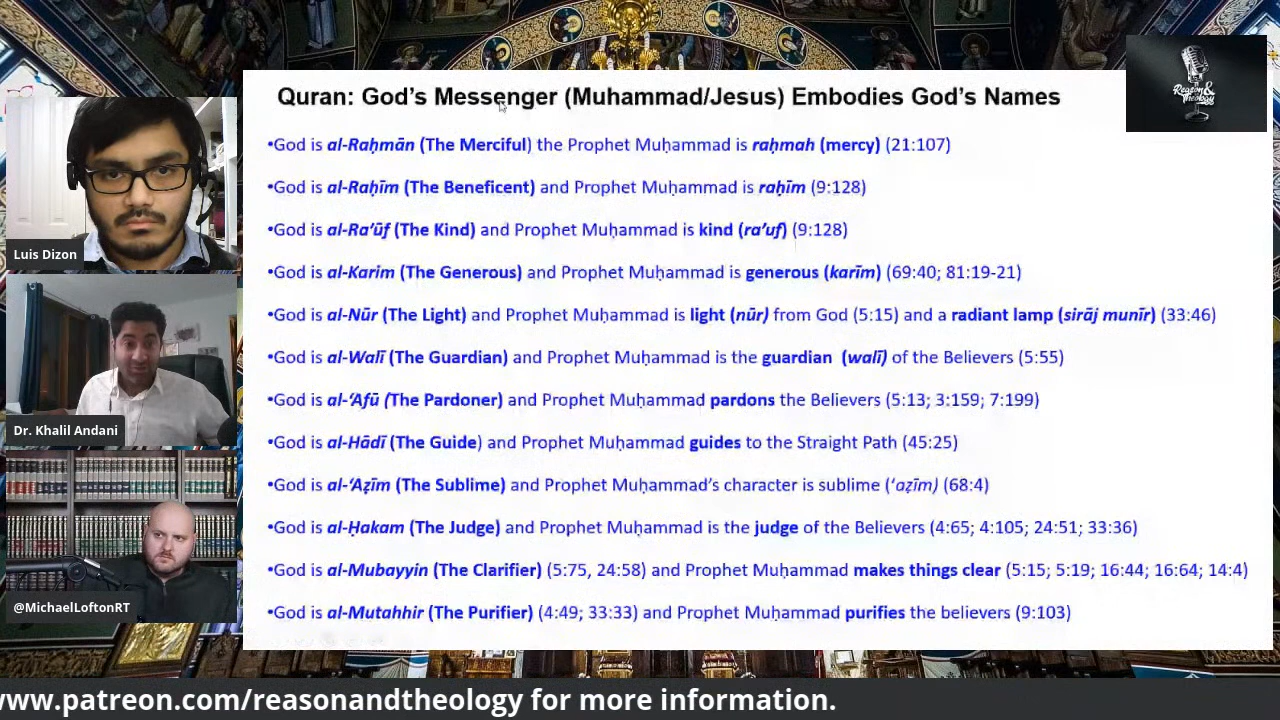 Quran: God's Messenger (Muhammad/Jesus) Embodies God's Names
•God is al-Raḥmān (The Merciful) the Prophet Muḥammad is raḥmah (mercy) (21:107)
•God is al-Raḥīm (The Beneficent) and Prophet Muḥammad is raḥīm (9:128)
•God is al-Ra'ūf (The Kind) and Prophet Muḥammad is kind (ra'uf) (9:128)
•God is al-Karim (The Generous) and Prophet Muḥammad is generous (karīm) (69:40; 81:19-21)
•God is al-Nūr (The Light) and Prophet Muḥammad is light (nūr) from God (5:15) and a radiant lamp (sirāj munīr) (33:46)
•God is al-Walī (The Guardian) and Prophet Muḥammad is the guardian (walī) of the Believers (5:55)
•God is al-'Afū (The Pardoner) and Prophet Muḥammad pardons the Believers (5:13; 3:159; 7:199)
•God is al-Hādī (The Guide) and Prophet Muḥammad guides to the Straight Path (45:25)
•God is al-'Aẓīm (The Sublime) and Prophet Muḥammad's character is sublime ('aẓīm) (68:4)
•God is al-Ḥakam (The Judge) and Prophet Muḥammad is the judge of the Believers (4:65; 4:105; 24:51; 33:36)
•God is al-Mubayyin (The Clarifier) (5:75, 24:58) and Prophet Muḥammad makes things clear (5:15; 5:19; 16:44; 16:64; 14:4)
•God is al-Mutahhir (The Purifier) (4:49; 33:33) and Prophet Muḥammad purifies the believers (9:103)
Reason &
Theology
Luis Dizon
Dr. Khalil Andani
@MichaelLoftonRT
www.patreon.com/reasonandtheology for more information.